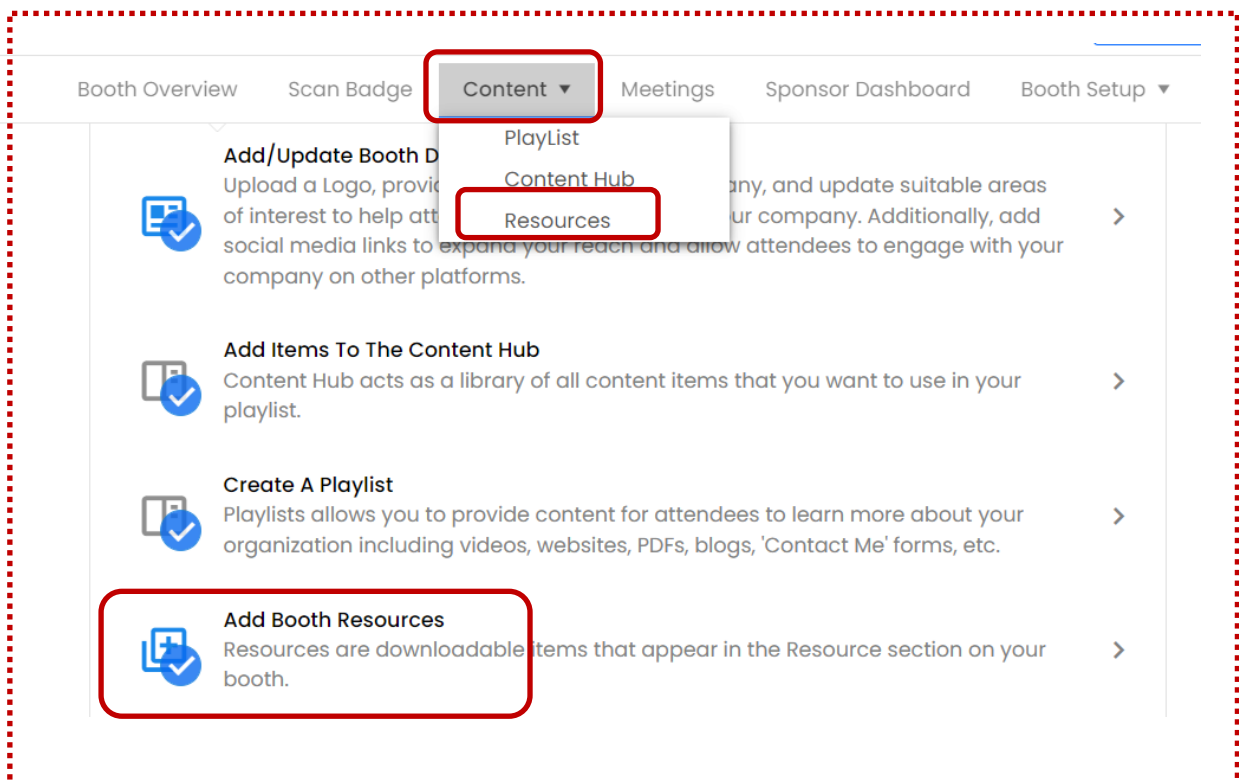 Booth Overview Scan Badge Content ▼ Meetings Sponsor Dashboard Booth Setup ▼
PlayList
Content Hub
Resources
Add/Update Booth D
Upload a Logo, provi any, and update suitable areas
of interest to help att ur company. Additionally, add
social media links to expand your reach and allow attendees to engage with your
company on other platforms.
Add Items To The Content Hub
Content Hub acts as a library of all content items that you want to use in your
playlist.
Create A Playlist
Playlists allows you to provide content for attendees to learn more about your
organization including videos, websites, PDFs, blogs, 'Contact Me' forms, etc.
Add Booth Resources
Resources are downloadable items that appear in the Resource section on your
booth.